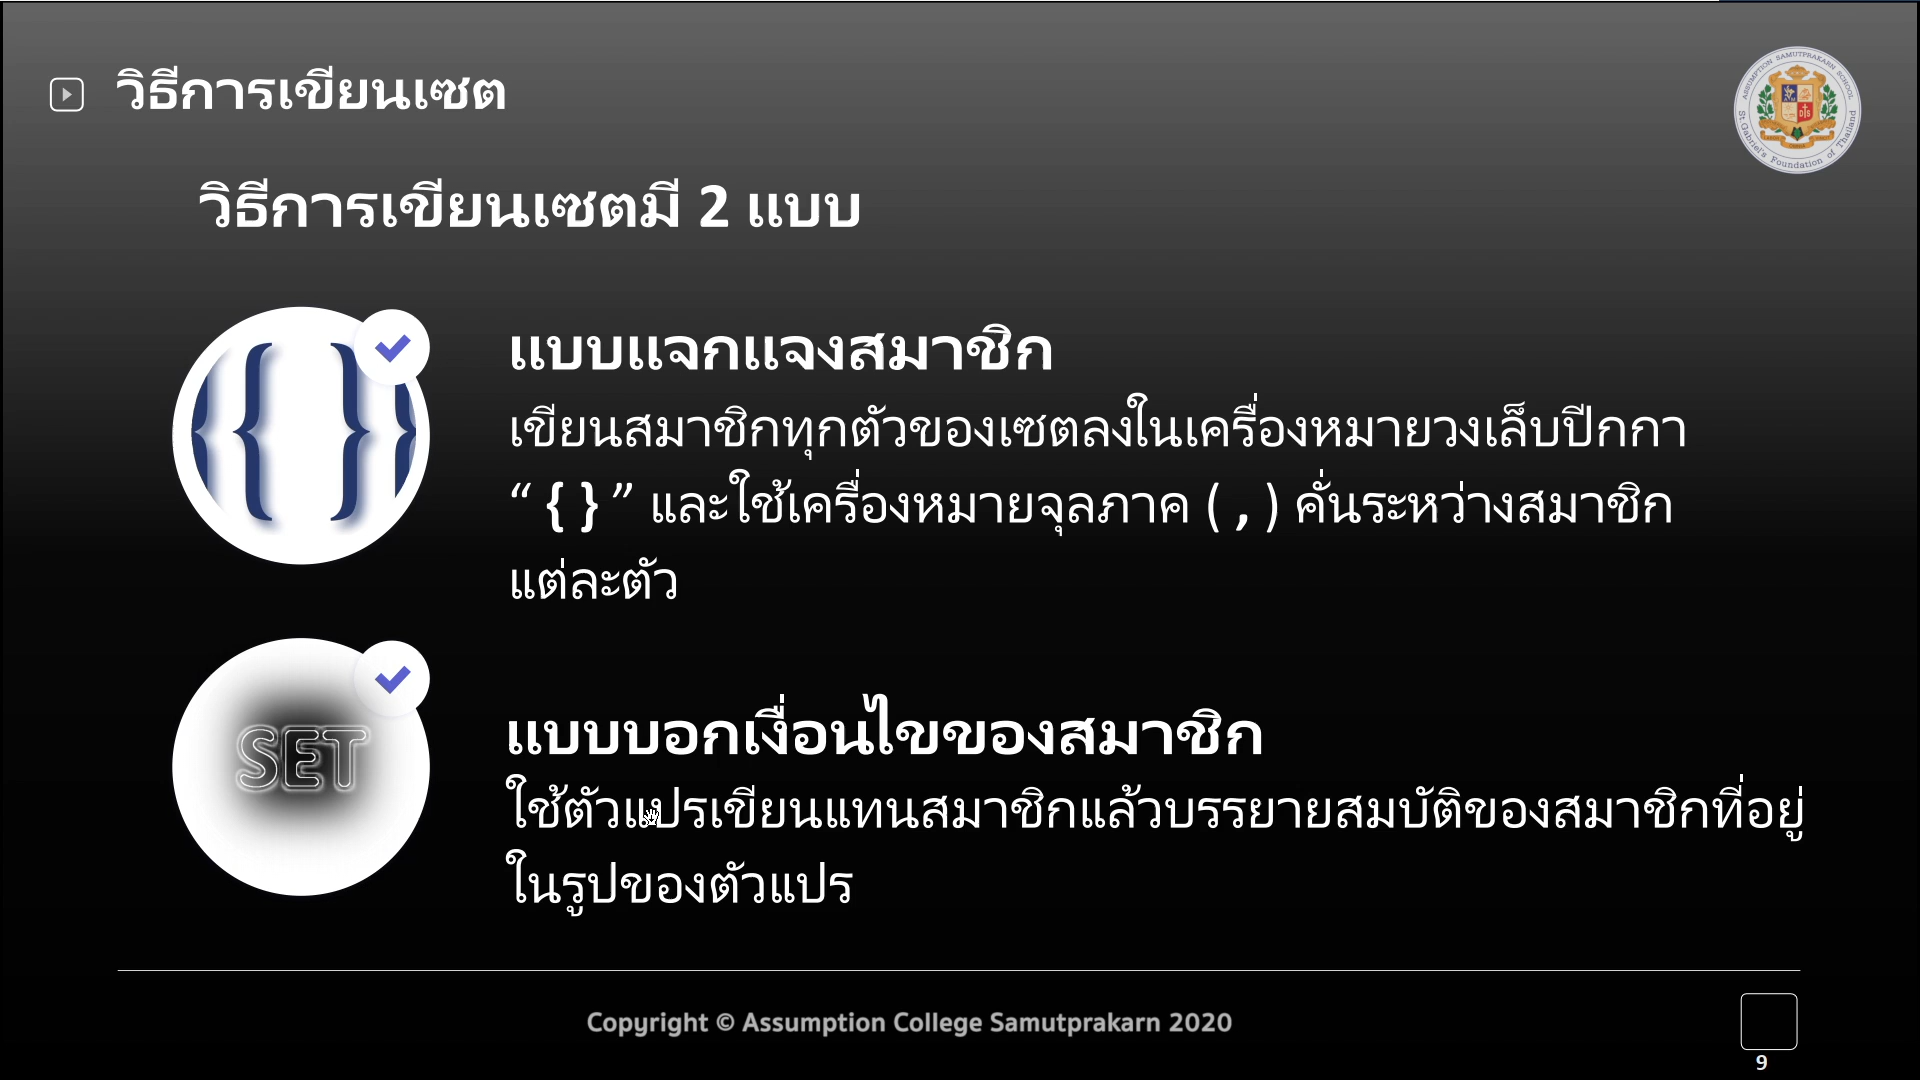 วิธีการเขียนเซต
ASSUMPTION SAMUTPRAKARN SCHOOL
St. Gabriel's Foundation of Thailand
วิธีการเขียนเซตมี 2 แบบ
{ { } }
แบบแจกแจงสมาชิก
เขียนสมาชิกทุกตัวของเซตลงในเครื่องหมายวงเล็บปีกกา
“ { } ” และใช้เครื่องหมายจุลภาค ( , ) คั่นระหว่างสมาชิก
แต่ละตัว
SET
แบบบอกเงื่อนไขของสมาชิก
ใช้ตัวแปรเขียนแทนสมาชิกแล้วบรรยายสมบัติของสมาชิกที่อยู่
ในรูปของตัวแปร
Copyright © Assumption College Samutprakarn 2020
9